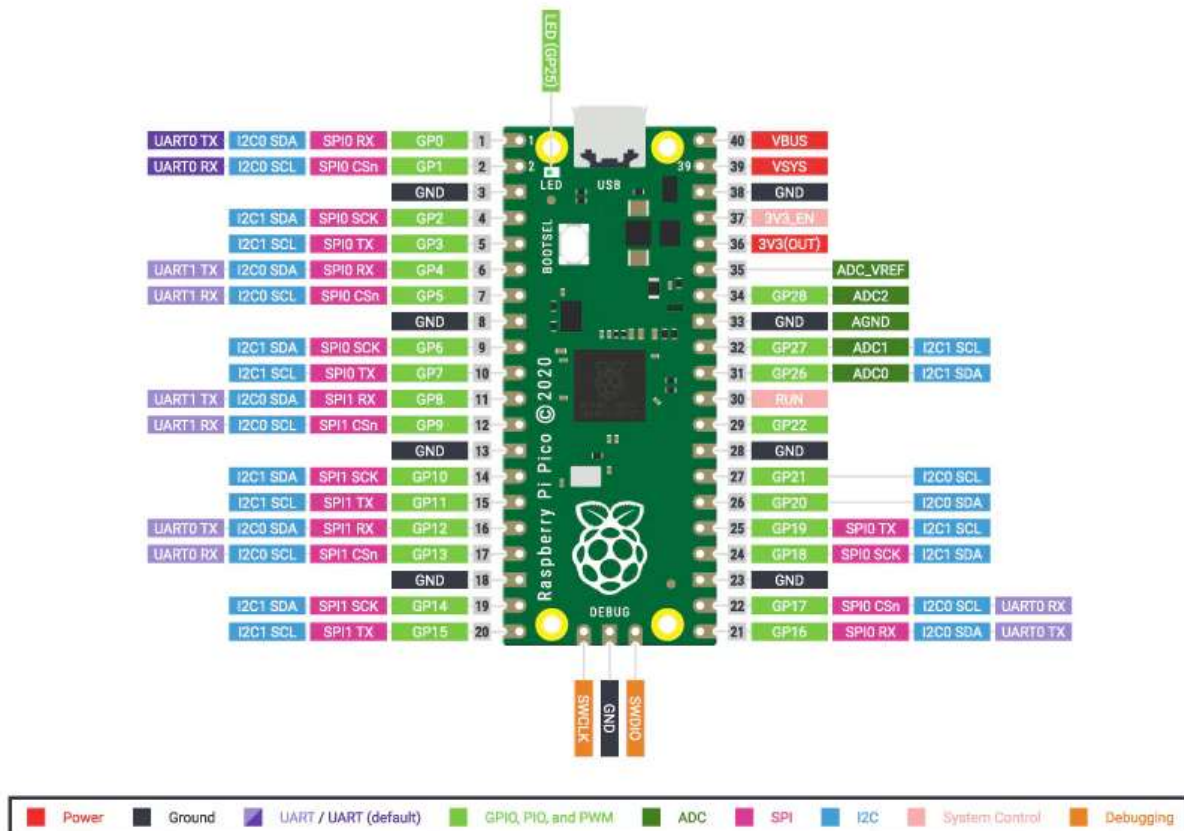 LED (GP25)
UART0 TX I2C0 SDA SPI0 RX GP0 1 1 40 VBUS
UART0 RX I2C0 SCL SPI0 CSn GP1 2 2 39 39 VSYS
GND 3 LED USB 38 GND
I2C1 SDA SPI0 SCK GP2 4 37 3V3_EN
I2C1 SCL SPI0 TX GP3 5 BOOTSEL 36 3V3(OUT)
UART1 TX I2C0 SDA SPI0 RX GP4 6 35 ADC_VREF
UART1 RX I2C0 SCL SPI0 CSn GP5 7 34 GP28 ADC2
GND 8 33 GND AGND
I2C1 SDA SPI0 SCK GP6 9 32 GP27 ADC1 I2C1 SCL
I2C1 SCL SPI0 TX GP7 10 31 GP26 ADC0 I2C1 SDA
UART1 TX I2C0 SDA SPI1 RX GP8 11 30 RUN
UART1 RX I2C0 SCL SPI1 CSn GP9 12 29 GP22
GND 13 28 GND
I2C1 SDA SPI1 SCK GP10 14 27 GP21 I2C0 SCL
I2C1 SCL SPI1 TX GP11 15 26 GP20 I2C0 SDA
UART0 TX I2C0 SDA SPI1 RX GP12 16 25 GP19 SPI0 TX I2C1 SCL
UART0 RX I2C0 SCL SPI1 CSn GP13 17 24 GP18 SPI0 SCK I2C1 SDA
GND 18 23 GND
I2C1 SDA SPI1 SCK GP14 19 DEBUG 22 GP17 SPI0 CSn I2C0 SCL UART0 RX
I2C1 SCL SPI1 TX GP15 20 21 GP16 SPI0 RX I2C0 SDA UART0 TX
Raspberry Pi Pico ©2020
SWCLK GND SWDIO
Power Ground UART / UART (default) GPIO, PIO, and PWM ADC SPI I2C System Control Debugging